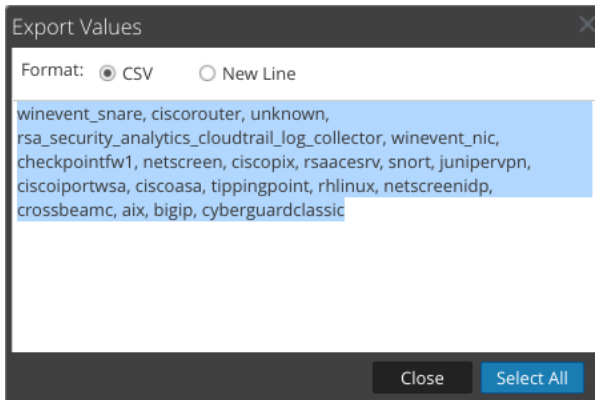 Export Values
Format: CSV New Line
winevent_snare, ciscorouter, unknown,
rsa_security_analytics_cloudtrail_log_collector, winevent_nic,
checkpointfw1, netscreen, ciscopix, rsaacesrv, snort, junipervpn,
ciscoiportwsa, ciscoasa, tippingpoint, rhlinux, netscreenidp,
crossbeamc, aix, bigip, cyberguardclassic
Close Select All